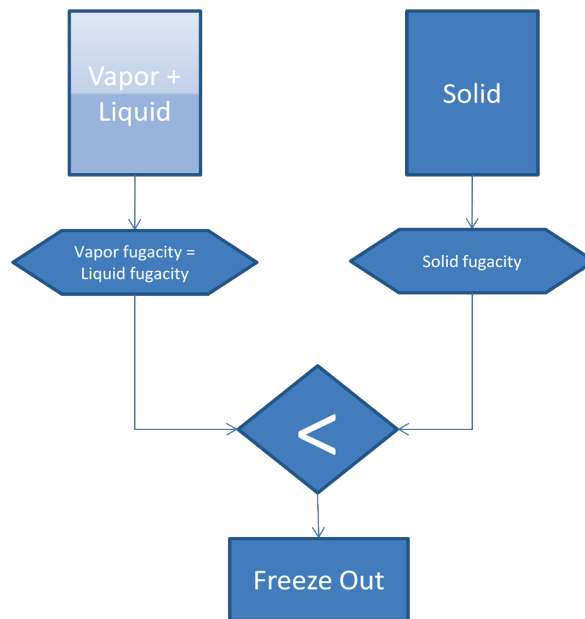 Vapor +
Liquid
Solid
Vapor fugacity =
Liquid fugacity
Solid fugacity
<
Freeze Out